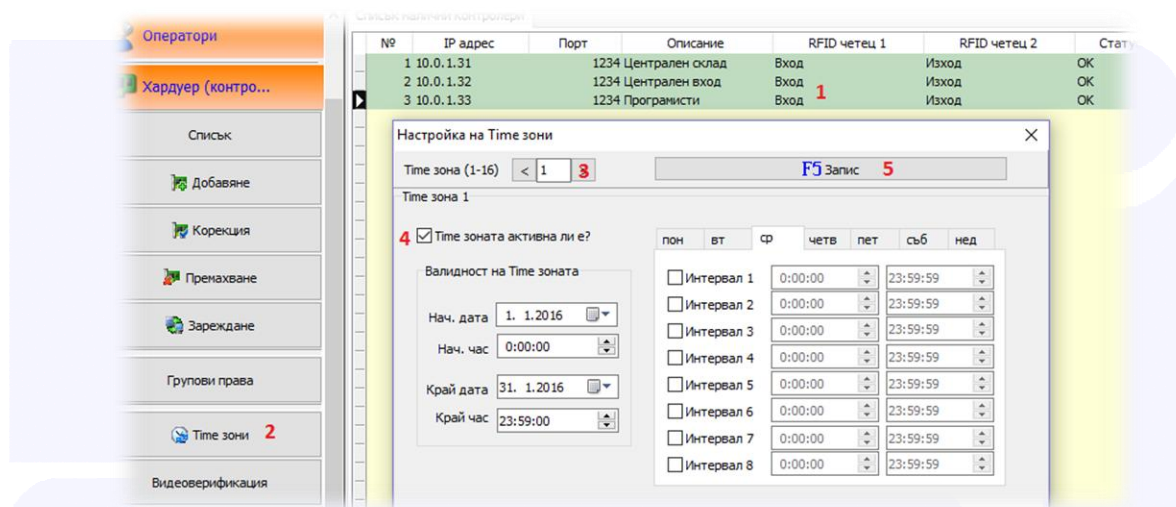 Списък налични контролери
Оператори
Хардуер (контро...
Списък
Добавяне
Корекция
Премахване
Зареждане
Групови права
Time зони 2
Видеоверификация
№ IP адрес Порт Описание RFID четец 1 RFID четец 2 Стату
1 10.0.1.31 1234 Централен склад Вход Изход OK
2 10.0.1.32 1234 Централен вход Вход Изход OK
3 10.0.1.33 1234 Програмисти Вход 1 Изход OK
Настройка на Time зони
Time зона (1-16) < 1 3 F5 Запис 5
Time зона 1
4 Time зоната активна ли е?
Валидност на Time зоната
Нач. дата 1. 1.2016
Нач. час 0:00:00
Край дата 31. 1.2016
Край час 23:59:00
пон вт ср четв пет съб нед
Интервал 1 0:00:00 23:59:59
Интервал 2 0:00:00 23:59:59
Интервал 3 0:00:00 23:59:59
Интервал 4 0:00:00 23:59:59
Интервал 5 0:00:00 23:59:59
Интервал 6 0:00:00 23:59:59
Интервал 7 0:00:00 23:59:59
Интервал 8 0:00:00 23:59:59